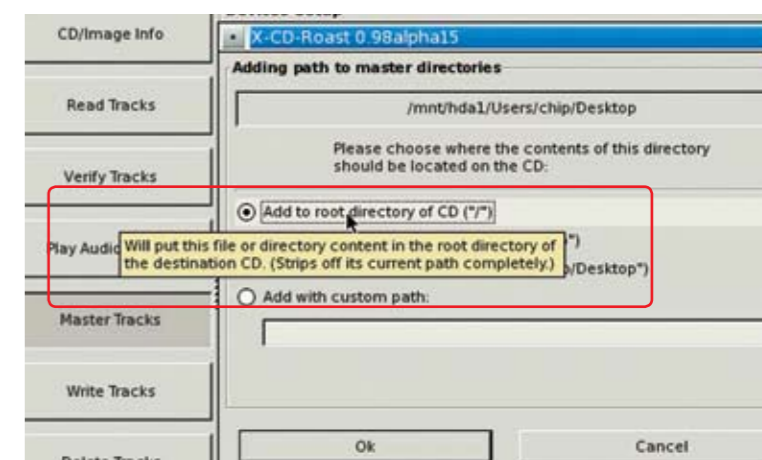 CD/Image Info
Read Tracks
Verify Tracks
Play Audio
Master Tracks
Write Tracks
Delete Tracks
X-CD-Roast 0.98alpha15
Adding path to master directories
/mnt/hda1/Users/chip/Desktop
Please choose where the contents of this directory
should be located on the CD:
Add to root directory of CD ("/")
Will put this file or directory content in the root directory of
the destination CD. (Strips off its current path completely.)
/Desktop")
Add with custom path:
Ok
Cancel